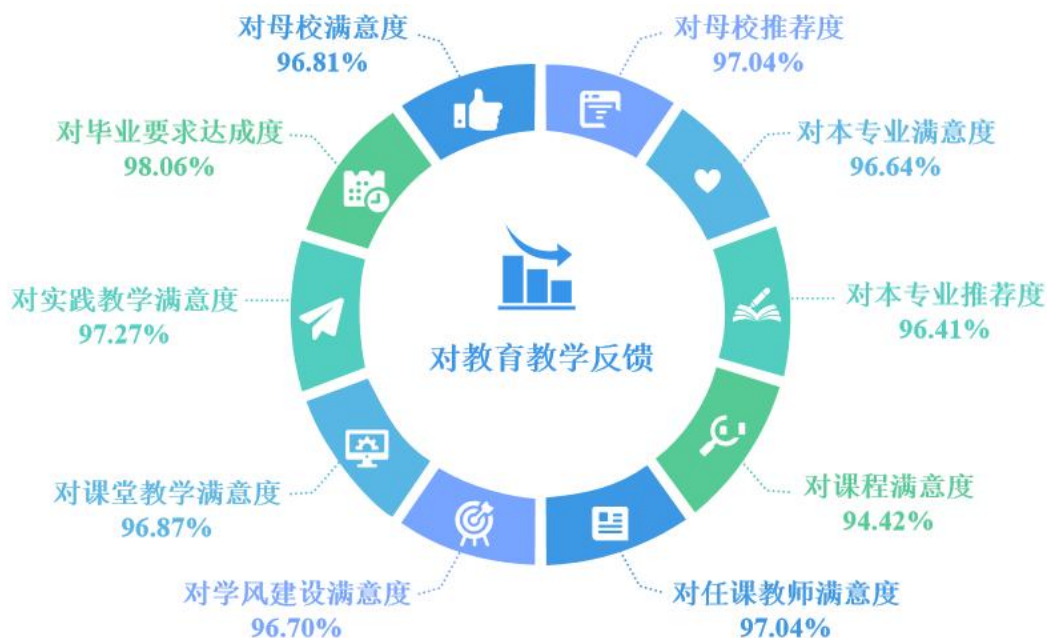 对母校满意度
96.81%
对母校推荐度
97.04%
对毕业要求达成度
98.06%
对本专业满意度
96.64%
对实践教学满意度
97.27%
对教育教学反馈
对本专业推荐度
96.41%
对课堂教学满意度
96.87%
对课程满意度
94.42%
对学风建设满意度
96.70%
对任课教师满意度
97.04%